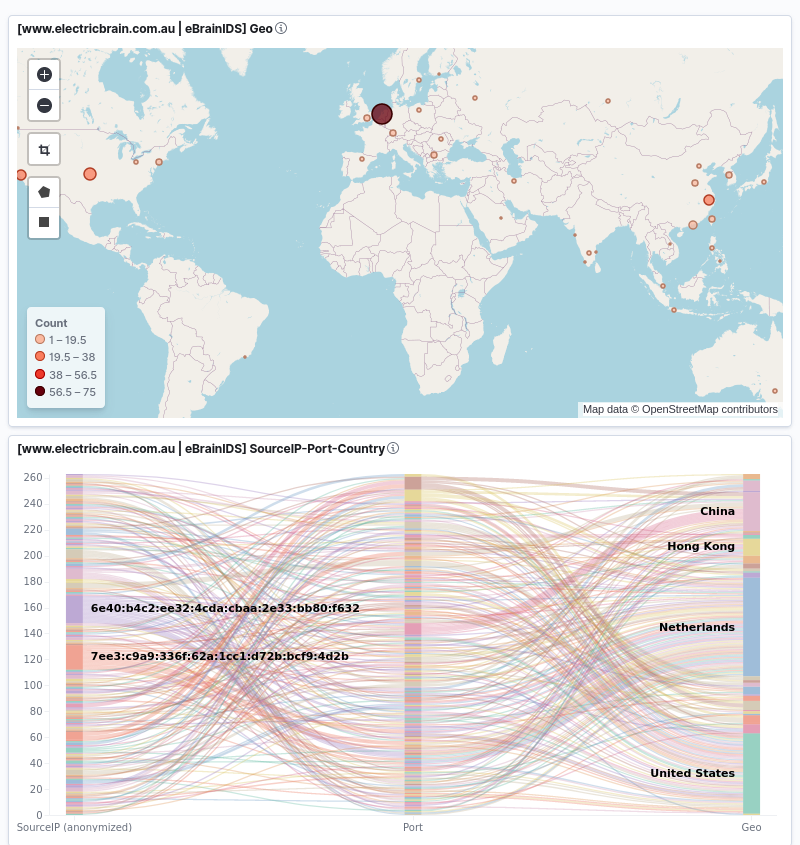 [www.electricbrain.com.au | eBrainIDS] Geo
Count
1 – 19.5
19.5 – 38
38 – 56.5
56.5 – 75
Map data © OpenStreetMap contributors
[www.electricbrain.com.au | eBrainIDS] SourceIP-Port-Country
260
240
220
200
180
160
140
120
100
80
60
40
20
0
6e40:b4c2:ee32:4cda:cbaa:2e33:bb80:f632
7ee3:c9a9:336f:62a:1cc1:d72b:bcf9:4d2b
China
Hong Kong
Netherlands
United States
SourceIP (anonymized)
Port
Geo